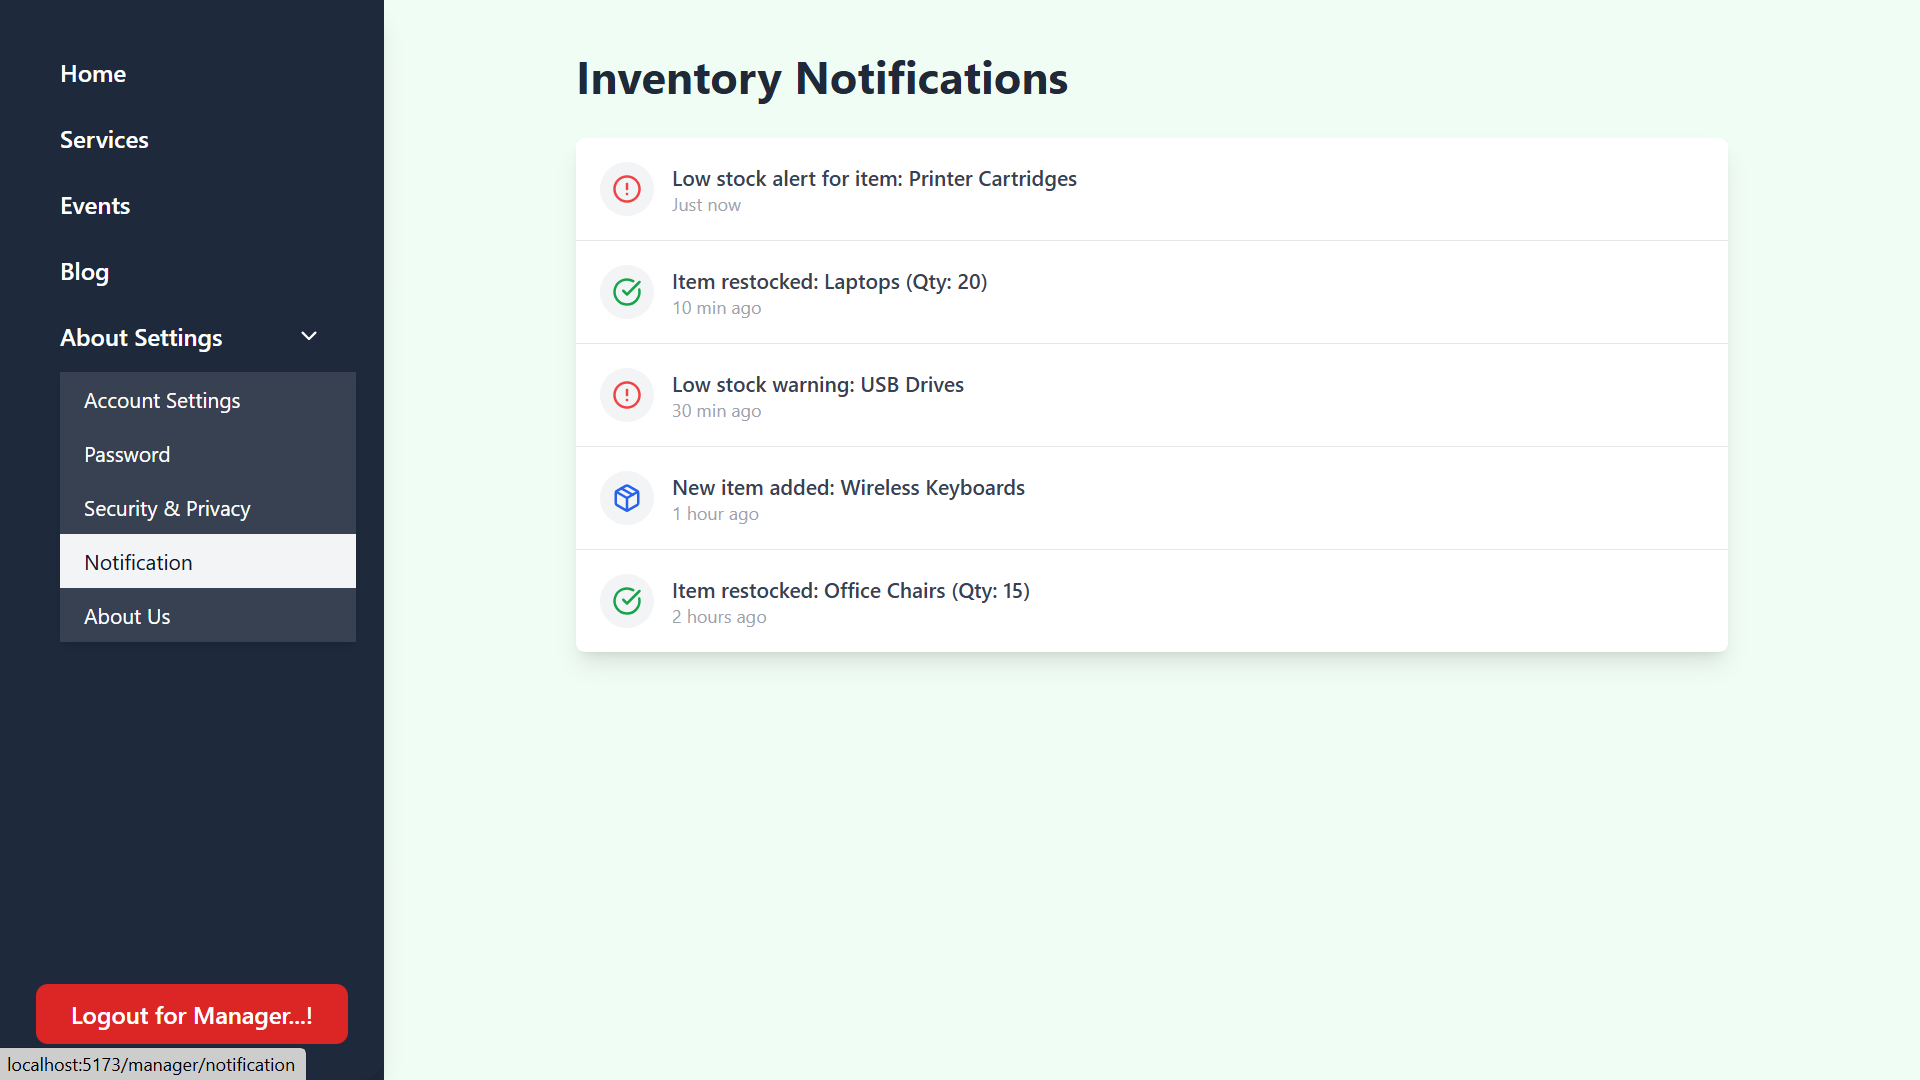 Home
Services
Events
Blog
About Settings
Account Settings
Password
Security & Privacy
Notification
About Us
Logout for Manager...!
localhost:5173/manager/notification
Inventory Notifications
Low stock alert for item: Printer Cartridges
Just now
Item restocked: Laptops (Qty: 20)
10 min ago
Low stock warning: USB Drives
30 min ago
New item added: Wireless Keyboards
1 hour ago
Item restocked: Office Chairs (Qty: 15)
2 hours ago